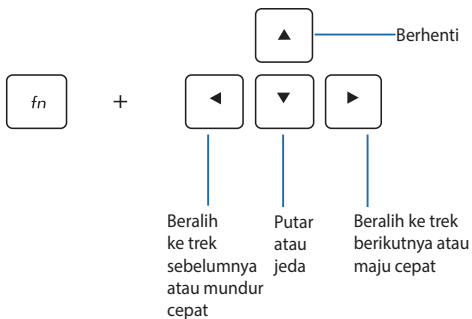 Berhenti
fn +
Beralih
ke trek
sebelumnya
atau mundur
cepat
Putar
atau
jeda
Beralih ke trek
berikutnya atau
maju cepat